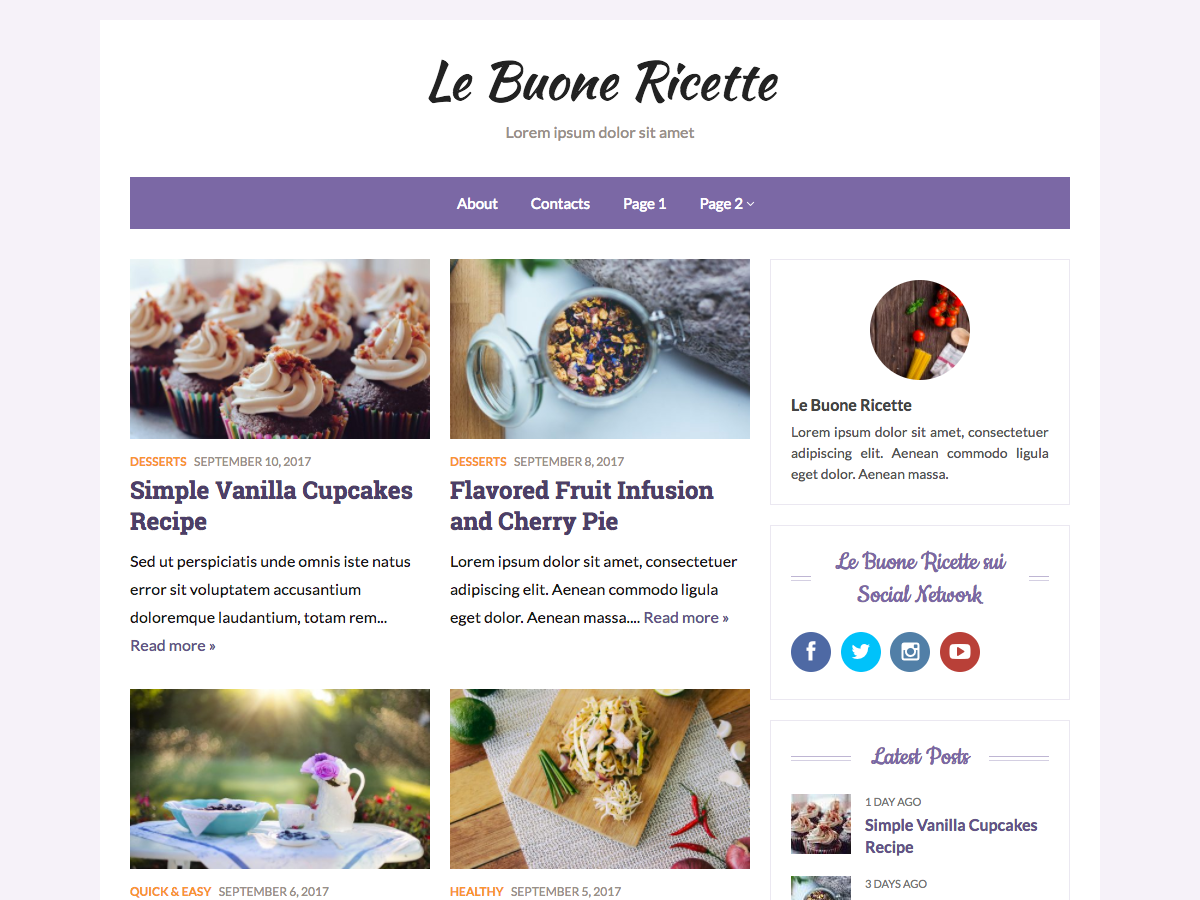 Le Buone Ricette
Lorem ipsum dolor sit amet
About Contacts Page 1 Page 2
DESSERTS SEPTEMBER 10, 2017
Simple Vanilla Cupcakes
Recipe
Sed ut perspiciatis unde omnis iste natus
error sit voluptatem accusantium
doloremque laudantium, totam rem...
Read more »
DESSERTS SEPTEMBER 8, 2017
Flavored Fruit Infusion
and Cherry Pie
Lorem ipsum dolor sit amet, consectetuer
adipiscing elit. Aenean commodo ligula
eget dolor. Aenean massa.... Read more »
QUICK & EASY SEPTEMBER 6, 2017
HEALTHY SEPTEMBER 5, 2017
Le Buone Ricette
Lorem ipsum dolor sit amet, consectetuer
adipiscing elit. Aenean commodo ligula
eget dolor. Aenean massa.
Le Buone Ricette sui
Social Network
Latest Posts
1 DAY AGO
Simple Vanilla Cupcakes
Recipe
3 DAYS AGO